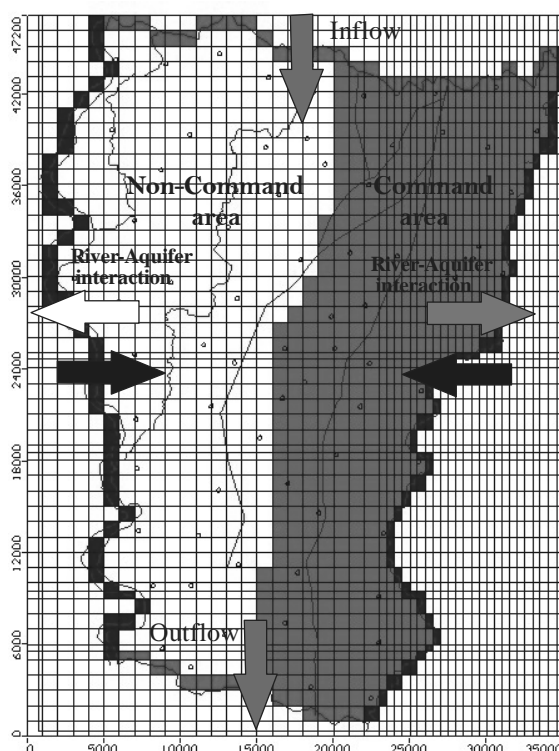 47200
Inflow
42000
Non-Command
area
Command
area
36000
River-Aquifer
interaction
River-Aquifer
interaction
30000
24000
18000
12000
Outflow
6000
0
0
5000
10000
15000
20000
25000
30000
35000